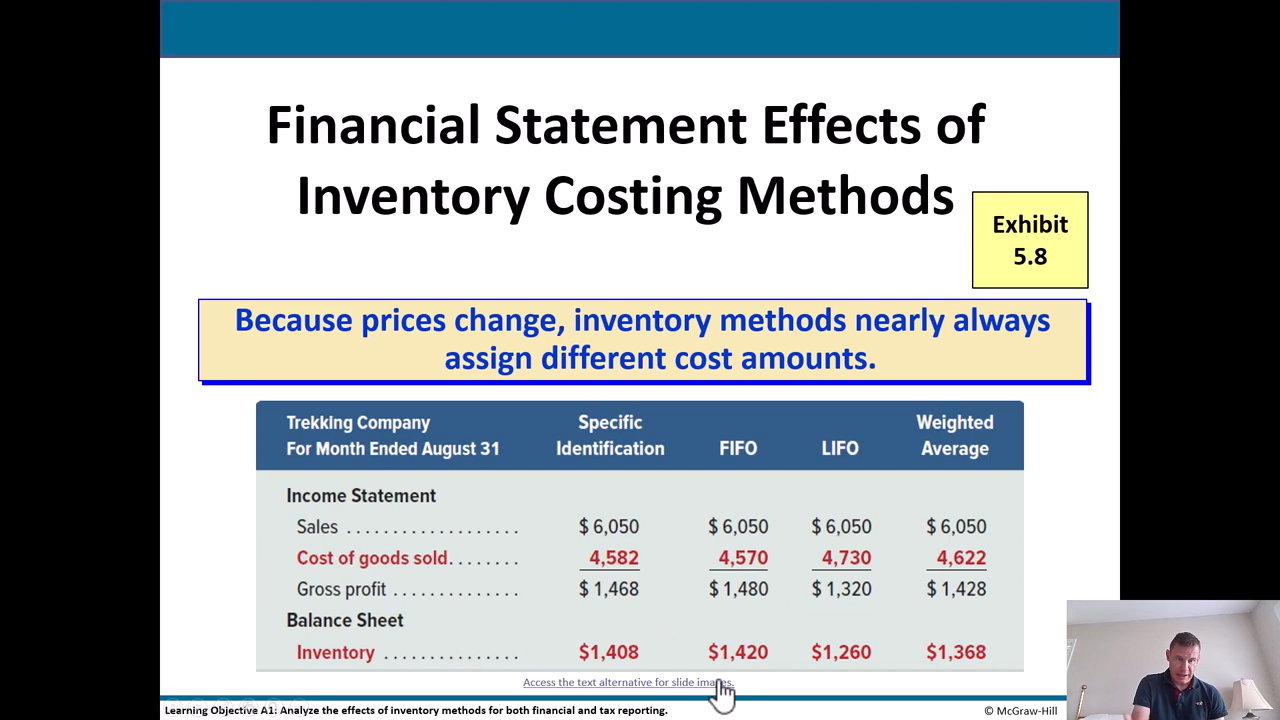 Financial Statement Effects of
Inventory Costing Methods
Exhibit
5.8
Because prices change, inventory methods nearly always
assign different cost amounts.
Trekking Company
For Month Ended August 31
Specific
Identification
FIFO
LIFO
Weighted
Average
Income Statement
Sales . . . . . . . . . . . . . . . . . . . $ 6,050 $ 6,050 $ 6,050 $ 6,050
Cost of goods sold. . . . . . . . 4,582 4,570 4,730 4,622
Gross profit . . . . . . . . . . . . . . $ 1,468 $ 1,480 $ 1,320 $ 1,428
Balance Sheet
Inventory . . . . . . . . . . . . . . . $1,408 $1,420 $1,260 $1,368
Access the text alternative for slide images.
Learning Objective A1: Analyze the effects of inventory methods for both financial and tax reporting.
© McGraw-Hill